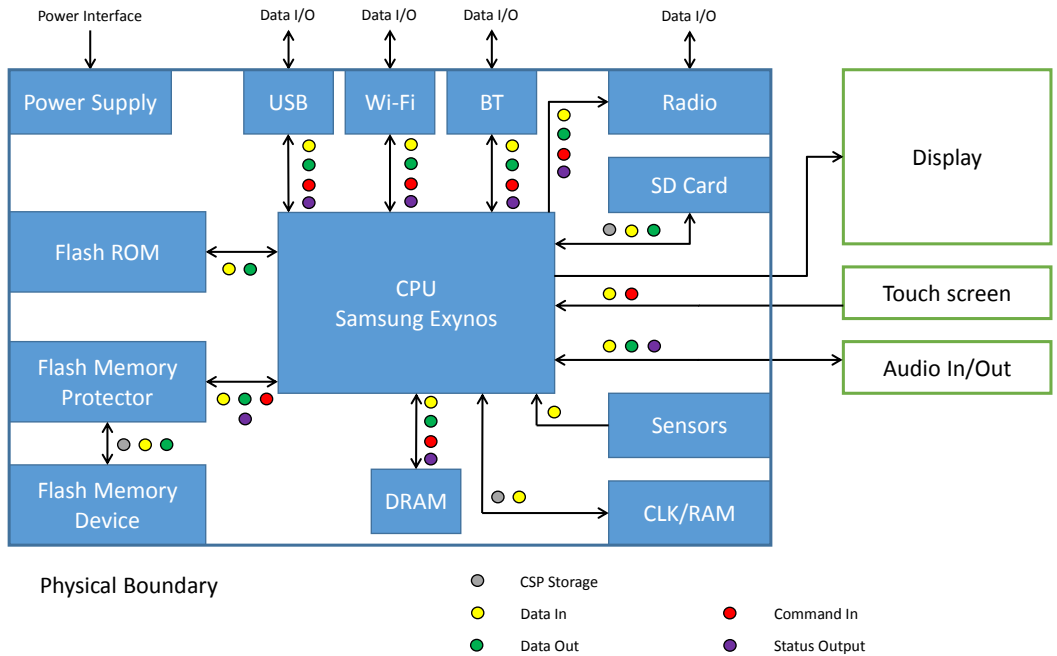 Power Interface
Data I/O
Data I/O
Data I/O
Data I/O
Power Supply
USB
Wi-Fi
BT
Radio
Display
SD Card
Flash ROM
CPU
Samsung Exynos
Touch screen
Flash Memory
Protector
Audio In/Out
Sensors
Flash Memory
Device
DRAM
CLK/RAM
Physical Boundary
CSP Storage
Data In
Command In
Data Out
Status Output